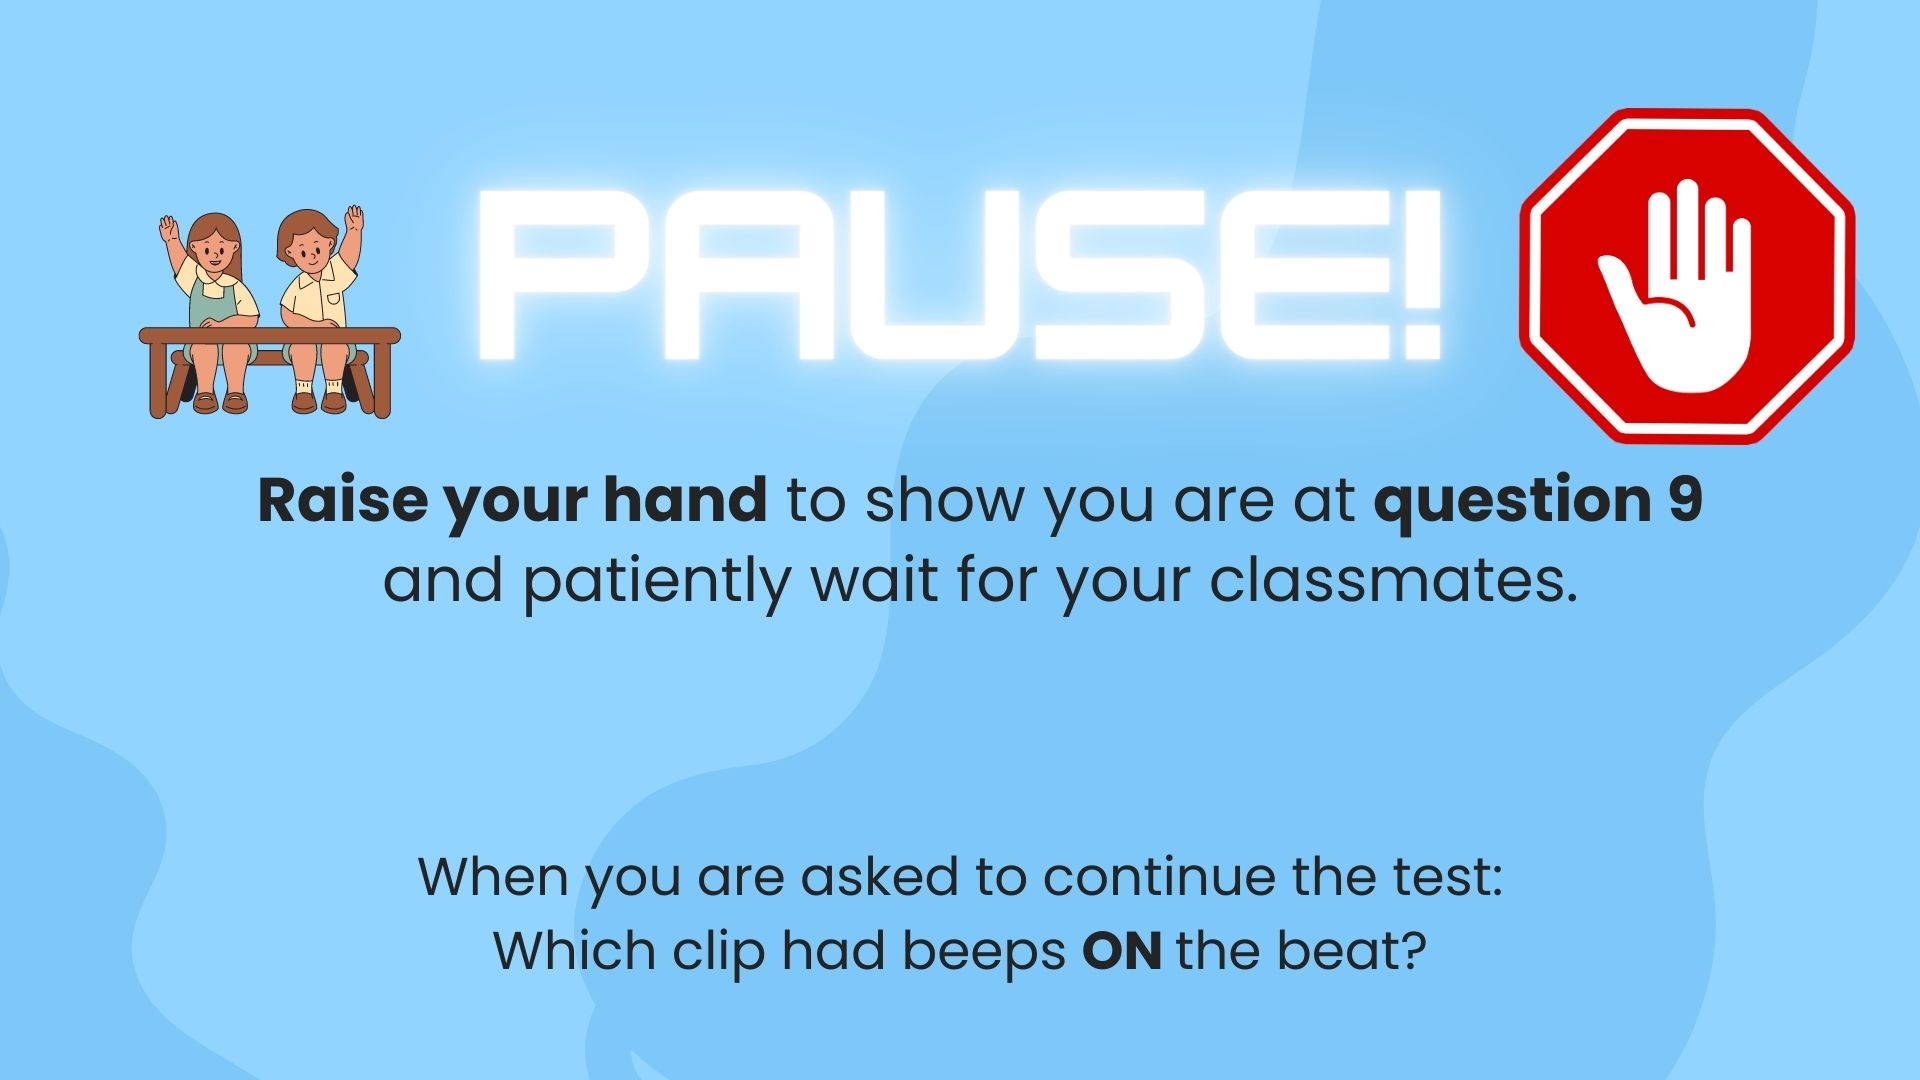 PAUSE!
Raise your hand to show you are at question 9
and patiently wait for your classmates.
When you are asked to continue the test:
Which clip had beeps ON the beat?